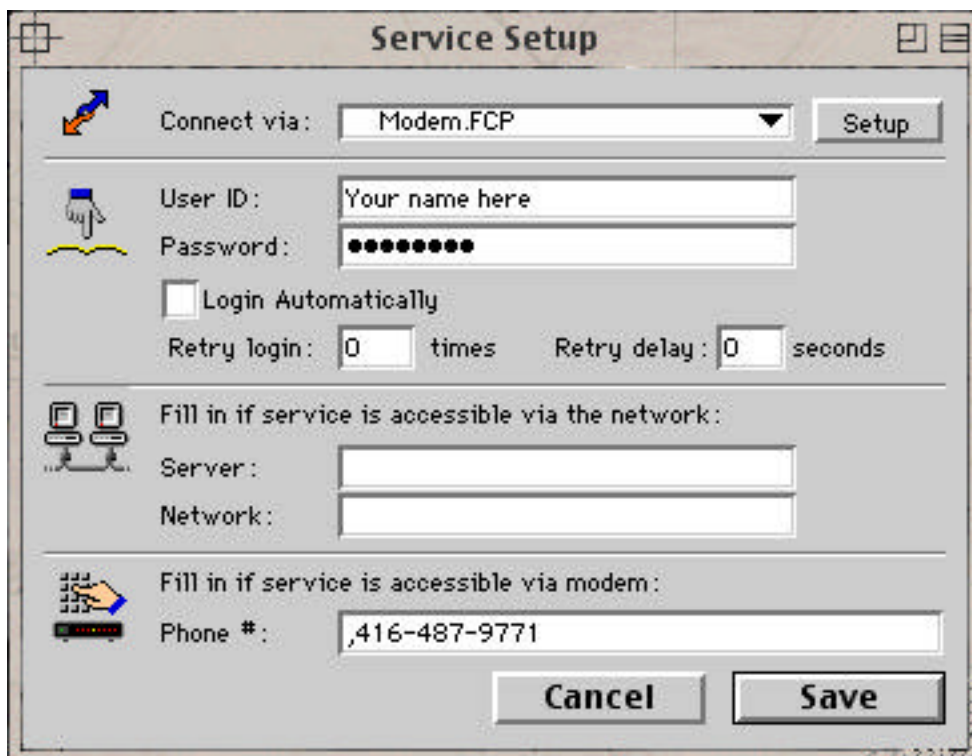 Service Setup
Connect via: Modem.FCP Setup
User ID: Your name here
Password: ●●●●●●●●
Login Automatically
Retry login: 0 times Retry delay: 0 seconds
Fill in if service is accessible via the network:
Server:
Network:
Fill in if service is accessible via modem:
Phone #: ,416-487-9771
Cancel Save